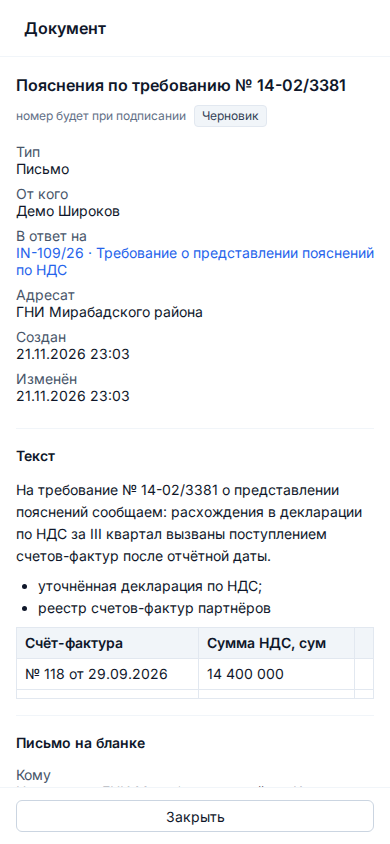 Документ
Пояснения по требованию № 14-02/3381
номер будет при подписании Черновик
Тип
Письмо
От кого
Демо Широков
В ответ на
IN-109/26 · Требование о представлении пояснений
по НДС
Адресат
ГНИ Мирабадского района
Создан
21.11.2026 23:03
Изменён
21.11.2026 23:03
Текст
На требование № 14-02/3381 о представлении
пояснений сообщаем: расхождения в декларации
по НДС за III квартал вызваны поступлением
счетов-фактур после отчётной даты.
• уточнённая декларация по НДС;
• реестр счетов-фактур партнёров
Счёт-фактура Сумма НДС, сум
№ 118 от 29.09.2026 14 400 000
Письмо на бланке
Кому
Закрыть